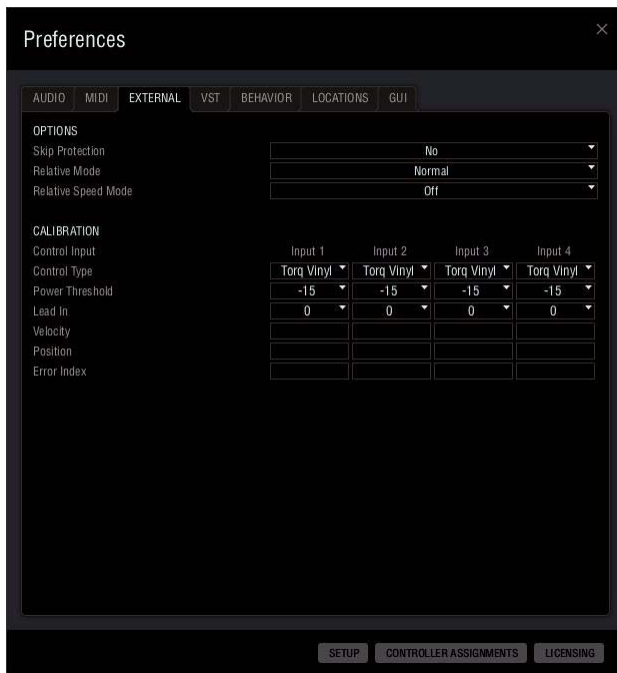 Preferences
AUDIO MIDI EXTERNAL VST BEHAVIOR LOCATIONS GUI
OPTIONS
Skip Protection No
Relative Mode Normal
Relative Speed Mode Off
CALIBRATION
Control Input Input 1 Input 2 Input 3 Input 4
Control Type Torq Vinyl Torq Vinyl Torq Vinyl Torq Vinyl
Power Threshold -15 -15 -15 -15
Lead In 0 0 0 0
Velocity
Position
Error Index
SETUP CONTROLLER ASSIGNMENTS LICENSING